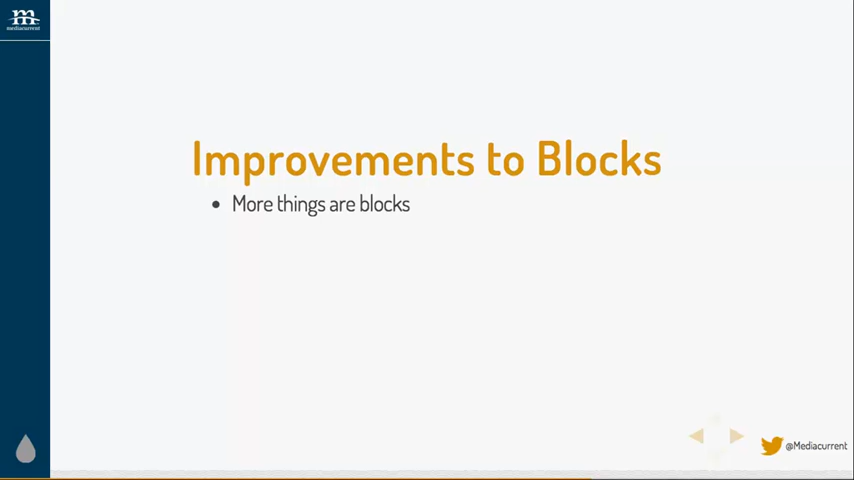 m
mediacurrent
Improvements to Blocks
• More things are blocks
@Mediacurrent